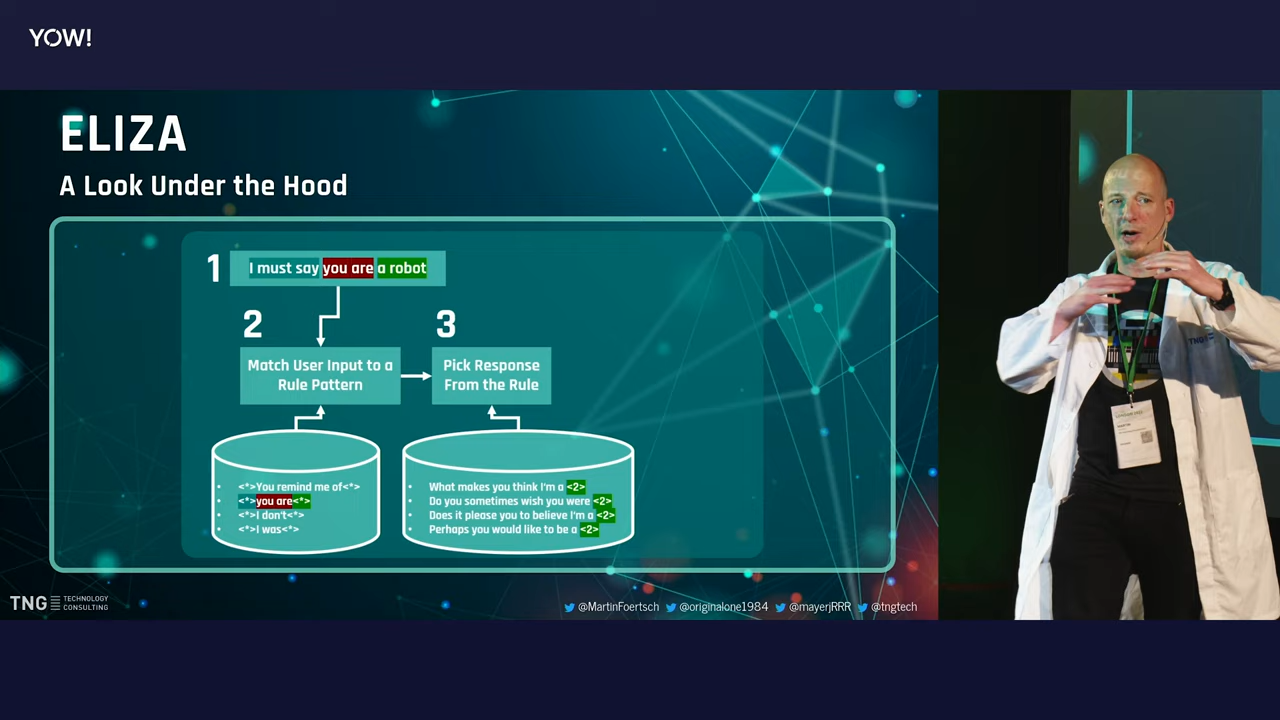 YOW!
ELIZA
A Look Under the Hood
1
I must say you are a robot
2
3
Match User Input to a
Rule Pattern
Pick Response
From the Rule
<*>You remind me of<*>
<*>you are<*>
<*>I don't<*>
<*>I was<*>
What makes you think I'm a <2>
Do you sometimes wish you were <2>
Does it please you to believe I'm a <2>
Perhaps you would like to be a <2>
TNG TECHNOLOGY
CONSULTING
@MartinFoertsch @originalone1984 @mayerjRRR @tngtech
TNG